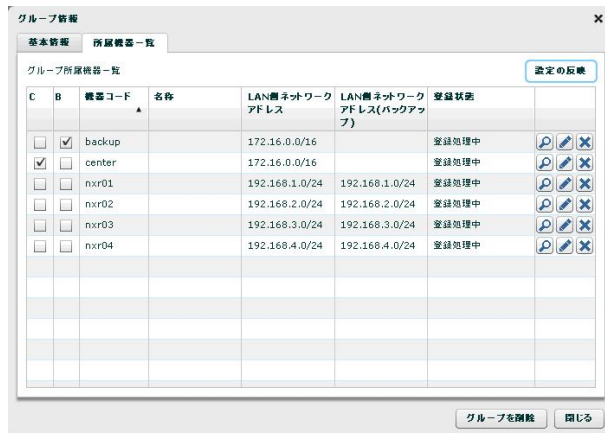 グループ情報
基本情報 所属機器一覧
グループ所属機器一覧 設定の反映
C B 機器コード 名称 LAN側ネットワークアドレス LAN側ネットワークアドレス(バックアップ) 登録状態
backup 172.16.0.0/16 登録処理中
center 172.16.0.0/16 登録処理中
nxr01 192.168.1.0/24 192.168.1.0/24 登録処理中
nxr02 192.168.2.0/24 192.168.2.0/24 登録処理中
nxr03 192.168.3.0/24 192.168.3.0/24 登録処理中
nxr04 192.168.4.0/24 192.168.4.0/24 登録処理中
グループを削除 閉じる